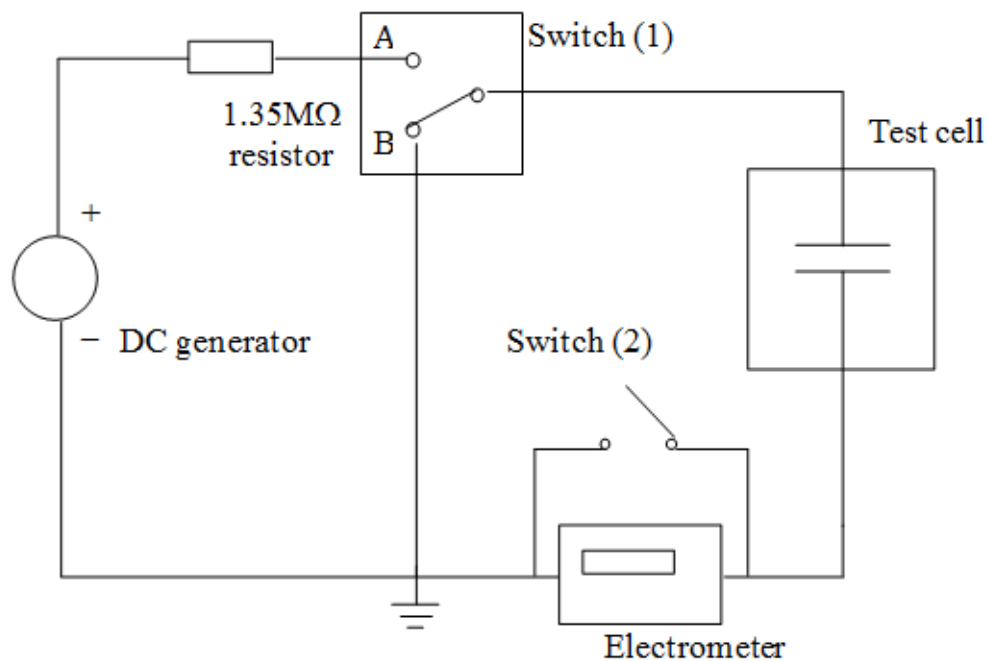 A
Switch (1)
1.35MΩ
resistor
B
Test cell
+
− DC generator
Switch (2)
Electrometer